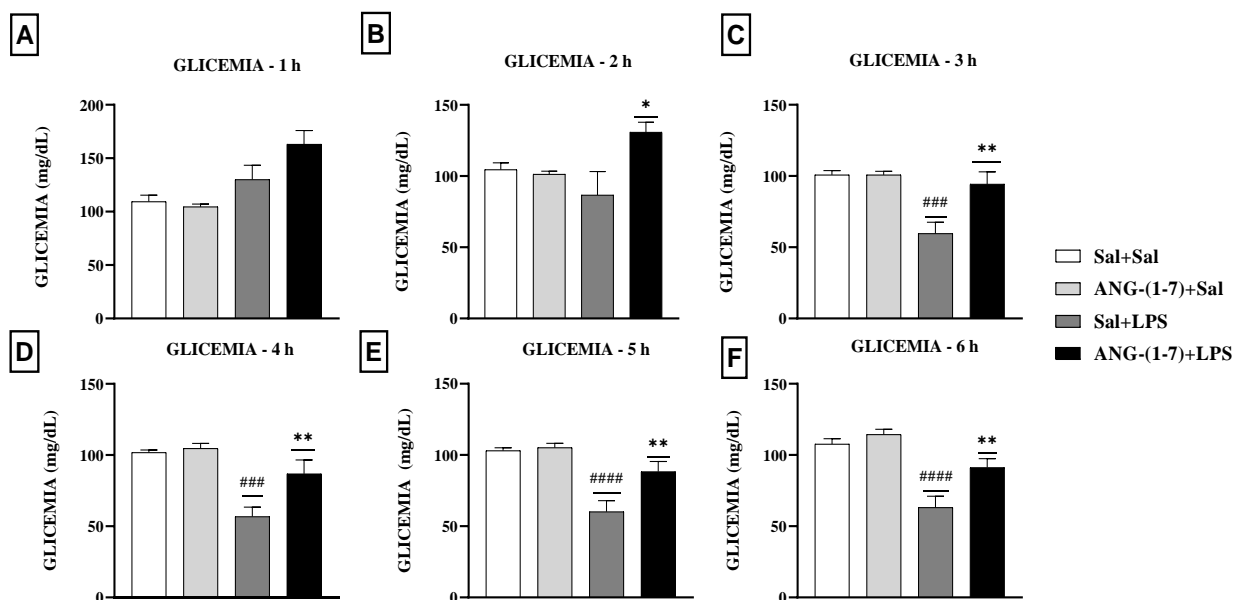 A
GLICEMIA - 1 h
GLICEMIA (mg/dL)
200
150
100
50
0
B
GLICEMIA - 2 h
GLICEMIA (mg/dL)
150
100
50
0
*
C
GLICEMIA - 3 h
GLICEMIA (mg/dL)
150
100
50
0
###
**
Sal+Sal
ANG-(1-7)+Sal
Sal+LPS
ANG-(1-7)+LPS
D
GLICEMIA - 4 h
GLICEMIA (mg/dL)
150
100
50
0
###
**
E
GLICEMIA - 5 h
GLICEMIA (mg/dL)
150
100
50
0
####
**
F
GLICEMIA - 6 h
GLICEMIA (mg/dL)
150
100
50
0
####
**